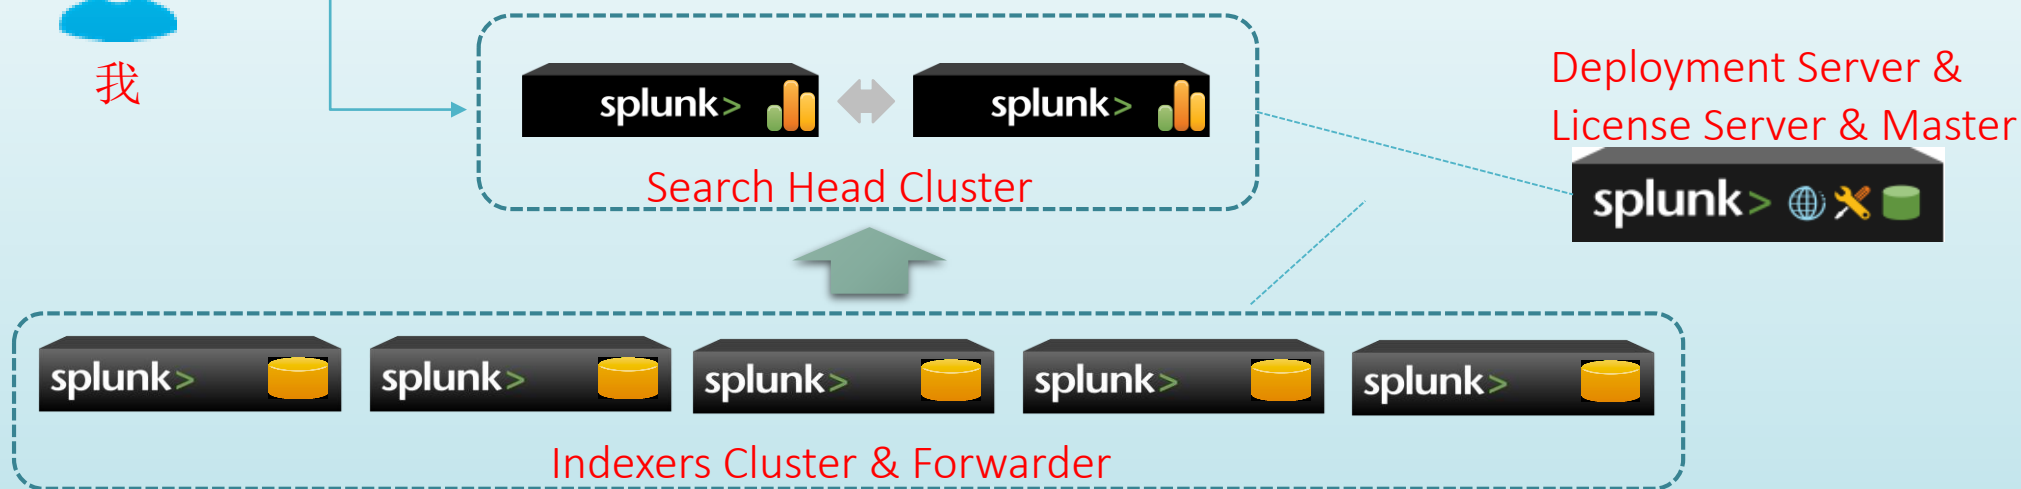 我
splunk>
splunk>
Search Head Cluster
Deployment Server &
License Server & Master
splunk>
splunk>
splunk>
splunk>
splunk>
splunk>
Indexers Cluster & Forwarder